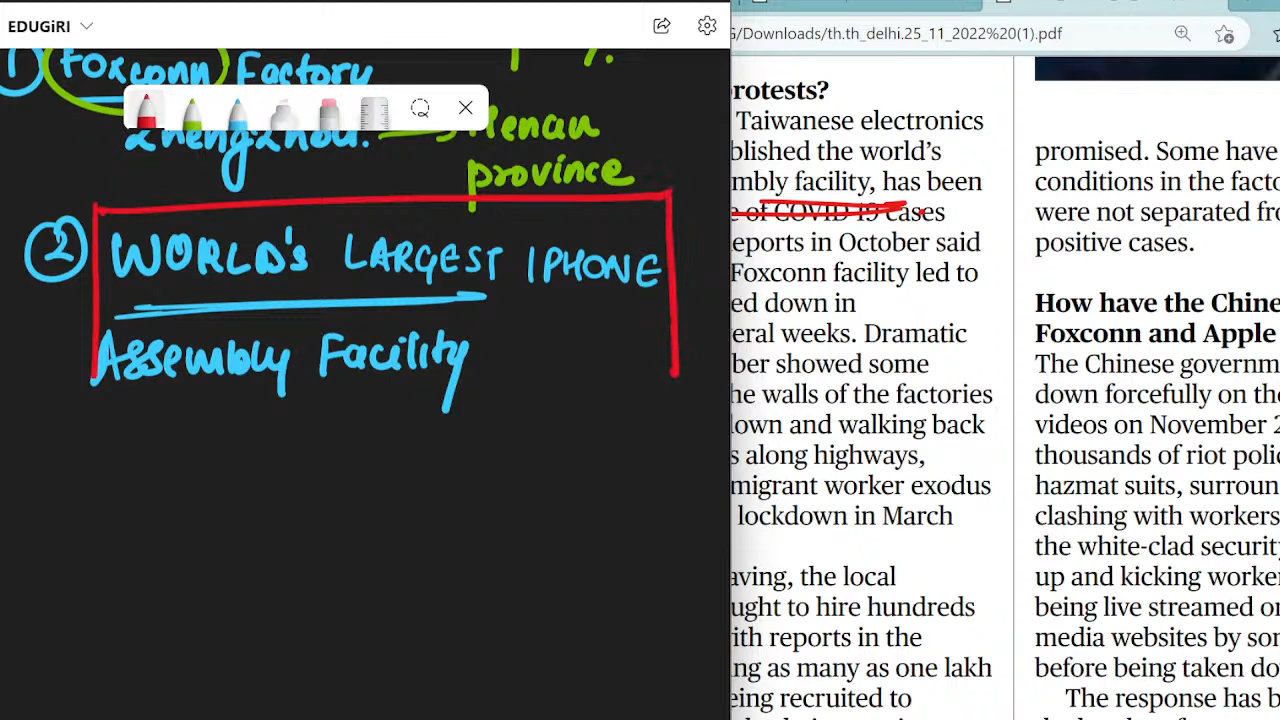 EDUGiRI
1 Foxconn Factory
Zhengzhou. Henan
province
2 WORLD's LARGEST IPHONE
Assembly Facility
/Downloads/th.th_delhi.25_11_2022%20(1).pdf
rotests?
Taiwanese electronics
blished the world's
mbly facility, has been
e of COVID 19 cases
eports in October said
Foxconn facility led to
ed down in
eral weeks. Dramatic
ber showed some
he walls of the factories
lown and walking back
s along highways,
migrant worker exodus
lockdown in March
aving, the local
ught to hire hundreds
ith reports in the
ng as many as one lakh
eing recruited to
promised. Some have
conditions in the facto
were not separated fro
positive cases.
How have the Chine
Foxconn and Apple
The Chinese governm
down forcefully on the
videos on November 2
thousands of riot polic
hazmat suits, surroun
clashing with workers
the white-clad security
up and kicking worke
being live streamed o
media websites by so
before being taken do
The response has b